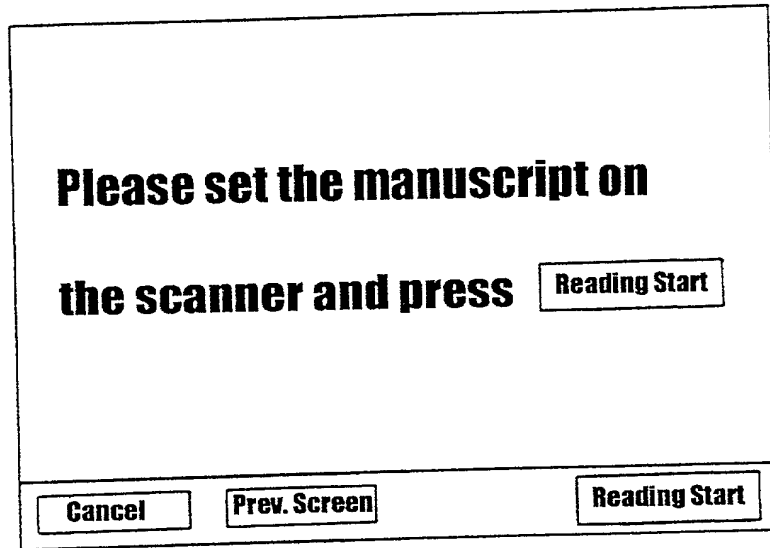 Please set the manuscript on
the scanner and press Reading Start
Cancel Prev. Screen Reading Start